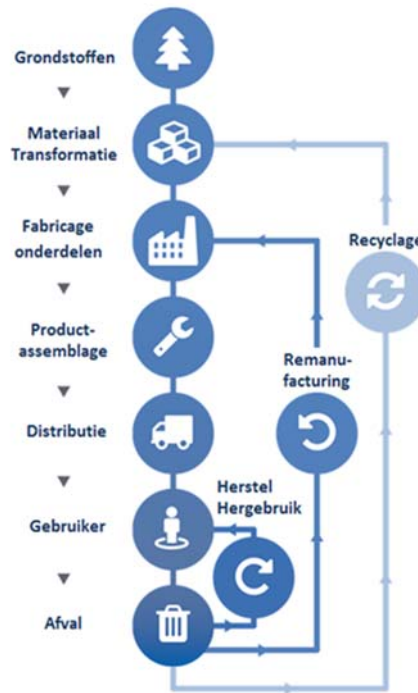 Grondstoffen
Materiaal
Transformatie
Fabricage
onderdelen
Recyclage
Product-
assemblage
Remanu-
facturing
Distributie
Herstel
Hergebruik
Gebruiker
Afval